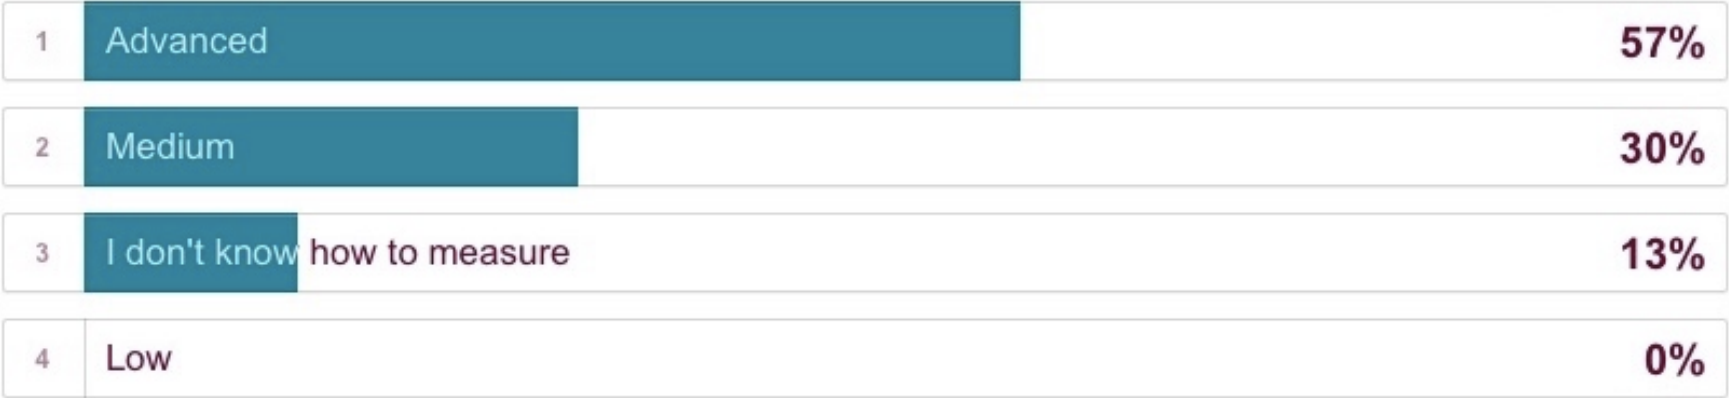 1 Advanced 57%
2 Medium 30%
3 I don't know how to measure 13%
4 Low 0%